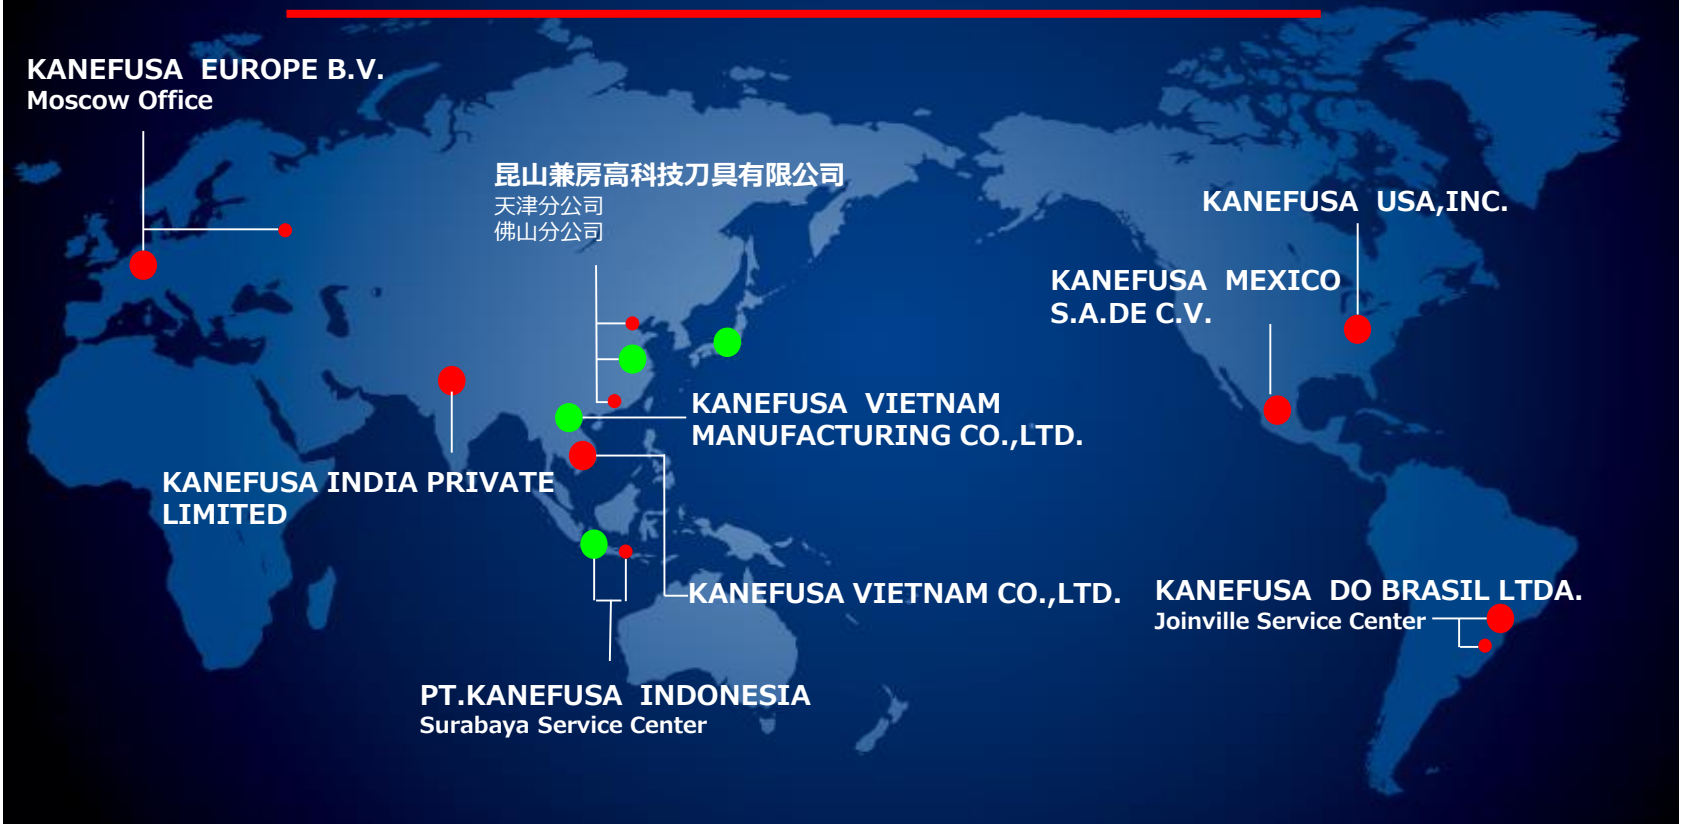 KANEFUSA EUROPE B.V.
Moscow Office
昆山兼房高科技刀具有限公司
天津分公司
佛山分公司
KANEFUSA USA,INC.
KANEFUSA MEXICO
S.A.DE C.V.
KANEFUSA VIETNAM
MANUFACTURING CO.,LTD.
KANEFUSA INDIA PRIVATE
LIMITED
KANEFUSA VIETNAM CO.,LTD.
KANEFUSA DO BRASIL LTDA.
Joinville Service Center
PT.KANEFUSA INDONESIA
Surabaya Service Center